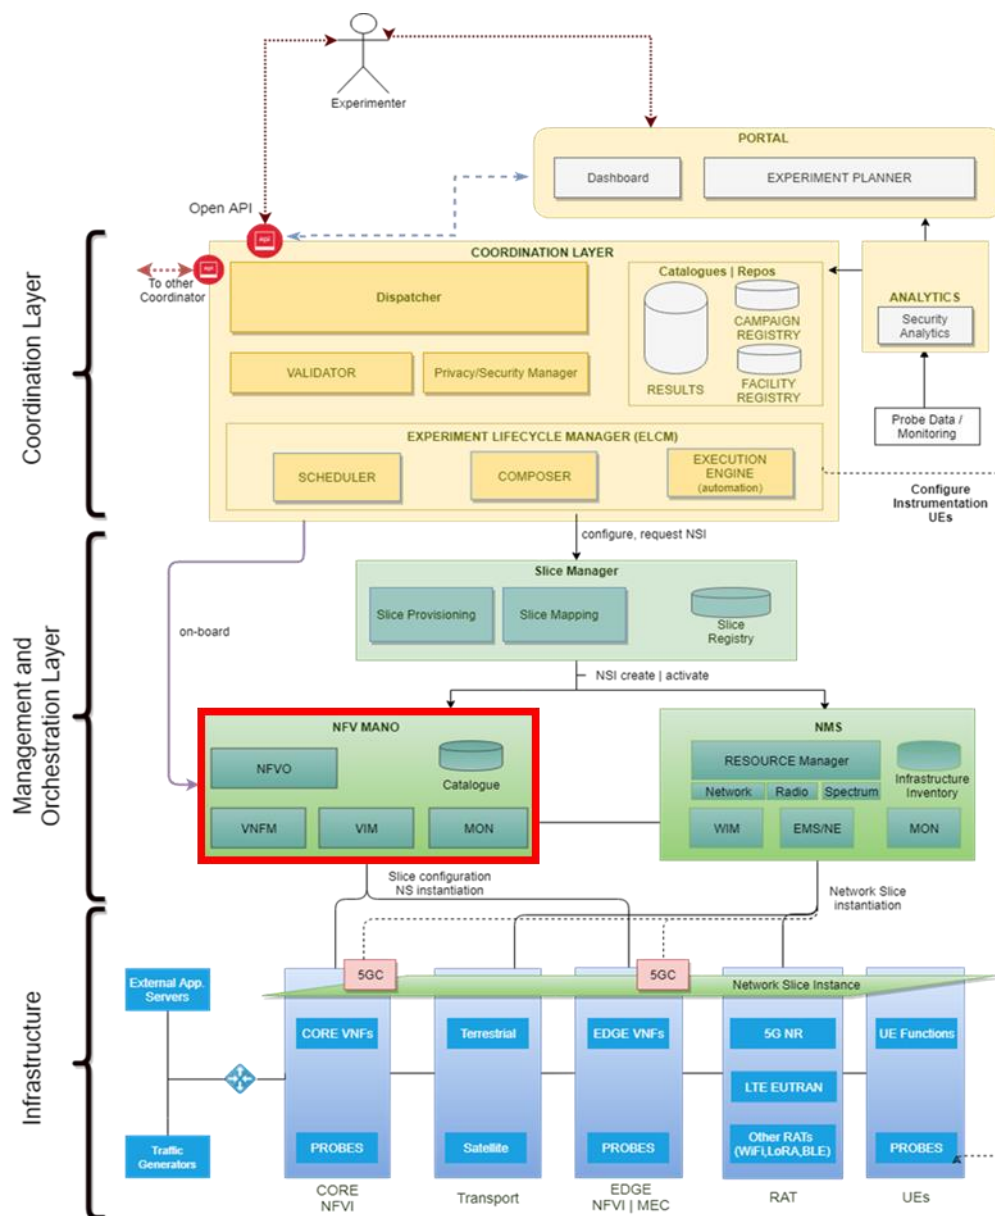 Experimenter
PORTAL
Dashboard
EXPERIMENT PLANNER
Open API
api
api
To other
Coordinator
COORDINATION LAYER
Dispatcher
Catalogues | Repos
CAMPAIGN
REGISTRY
RESULTS
FACILITY
REGISTRY
VALIDATOR
Privacy/Security Manager
ANALYTICS
Security
Analytics
Probe Data /
Monitoring
EXPERIMENT LIFECYCLE MANAGER (ELCM)
SCHEDULER
COMPOSER
EXECUTION
ENGINE
(automation)
Configure
Instrumentation
UEs
Coordination Layer
configure, request NSI
Slice Manager
Slice Provisioning
Slice Mapping
Slice
Registry
on-board
NSI create | activate
Management and
Orchestration Layer
NFV MANO
NFVO
Catalogue
VNFM
VIM
MON
NMS
RESOURCE Manager
Network
Radio
Spectrum
Infrastructure
Inventory
WIM
EMS/NE
MON
Slice configuration
NS instantiation
Network Slice
instantiation
Infrastructure
5GC
5GC
Network Slice Instance
External App.
Servers
Traffic
Generators
CORE VNFs
PROBES
CORE
NFVI
Terrestrial
Satellite
Transport
EDGE VNFs
PROBES
EDGE
NFVI | MEC
5G NR
LTE EUTRAN
Other RATs
(WiFi,LoRA,BLE)
RAT
UE Functions
PROBES
UEs